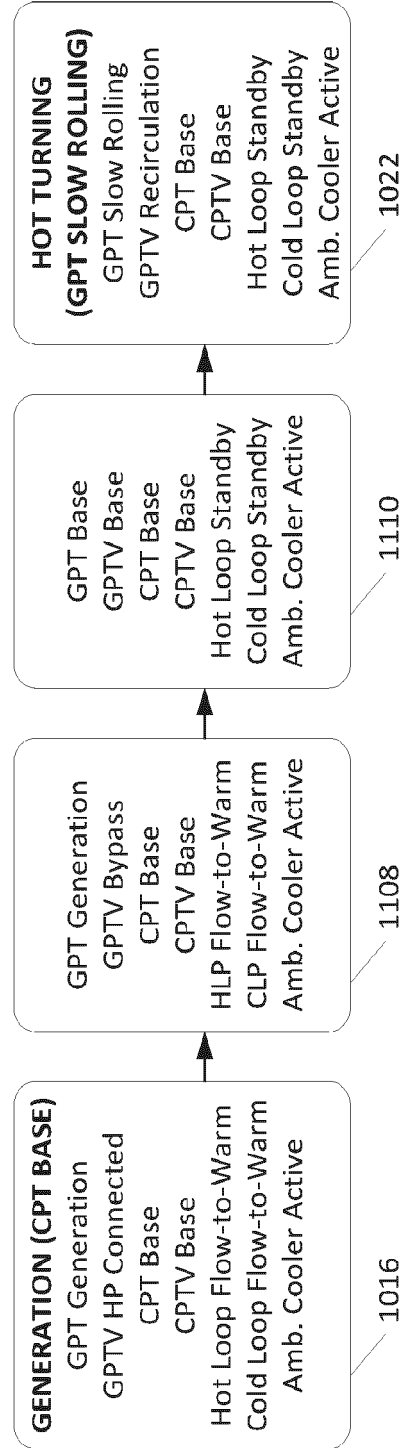 GENERATION (CPT BASE)
GPT Generation
GPTV HP Connected
CPT Base
CPTV Base
Hot Loop Flow-to-Warm
Cold Loop Flow-to-Warm
Amb. Cooler Active
1016
GPT Generation
GPTV Bypass
CPT Base
CPTV Base
HLP Flow-to-Warm
CLP Flow-to-Warm
Amb. Cooler Active
1108
GPT Base
GPTV Base
CPT Base
CPTV Base
Hot Loop Standby
Cold Loop Standby
Amb. Cooler Active
1110
HOT TURNING
(GPT SLOW ROLLING)
GPT Slow Rolling
GPTV Recirculation
CPT Base
CPTV Base
Hot Loop Standby
Cold Loop Standby
Amb. Cooler Active
1022